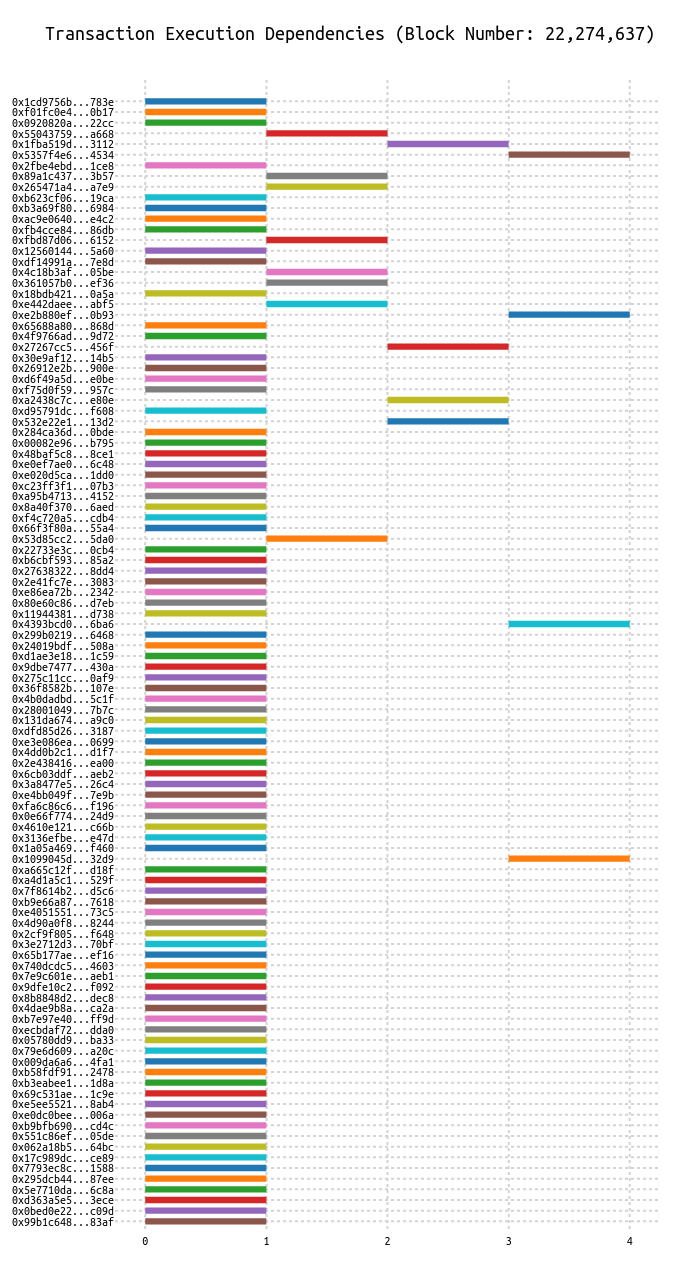 Transaction Execution Dependencies (Block Number: 22,274,637)
0x1cd9756b...783e
0xf01fc0e4...0b17
0x0920820a...22cc
0x55043759...a668
0x1fba519d...3112
0x5357f4e6...4534
0x2fbe4ebd...1ce8
0x89a1c437...3b57
0x265471a4...a7e9
0xb623cf06...19ca
0xb3a69f80...6984
0xac9e0640...e4c2
0xfb4cce84...86db
0xfbd87d06...6152
0x12560144...5a60
0xdf14991a...7e8d
0x4c18b3af...05be
0x361057b0...ef36
0x18bdb421...0a5a
0xe442daee...abf5
0xe2b880ef...0b93
0x65688a80...868d
0x4f9766ad...9d72
0x27267cc5...456f
0x30e9af12...14b5
0x26912e2b...900e
0xd6f49a5d...e0be
0xf75d0f59...957c
0xa2438c7c...e80e
0xd95791dc...f608
0x532e22e1...13d2
0x284ca36d...0bde
0x00082e96...b795
0x48baf5c8...8ce1
0xe0ef7ae0...6c48
0xe020d5ca...1dd0
0xc23ff3f1...07b3
0xa95b4713...4152
0x8a40f370...6aed
0xf4c720a5...cdb4
0x66f3f80a...55a4
0x53d85cc2...5da0
0x22733e3c...0cb4
0xb6cbf593...85a2
0x27638322...8dd4
0x2e41fc7e...3083
0xe86ea72b...2342
0x80e60c86...d7eb
0x11944381...d738
0x4393bcd0...6ba6
0x299b0219...6468
0x24019bdf...508a
0xd1ae3e18...1c59
0x9dbe7477...430a
0x275c11cc...0af9
0x36f8582b...107e
0x4b0dadbd...5c1f
0x28001049...7b7c
0x131da674...a9c0
0xdfd85d26...3187
0xe3e086ea...0699
0x4dd0b2c1...d1f7
0x2e438416...ea00
0x6cb03ddf...aeb2
0x3a8477e5...26c4
0xe4bb049f...7e9b
0xfa6c86c6...f196
0x0e66f774...24d9
0x4610e121...c66b
0x3136efbe...e47d
0x1a05a469...f460
0x1099045d...32d9
0xa665c12f...d18f
0xa4d1a5c1...529f
0x7f8614b2...d5c6
0xb9e66a87...7618
0xe4051551...73c5
0x4d90a0f8...8244
0x2cf9f805...f648
0x3e2712d3...70bf
0x65b177ae...ef16
0x740dcdc5...4603
0x7e9c601e...aeb1
0x9dfe10c2...f092
0x8b8848d2...dec8
0x4dae9b8a...ca2a
0xb7e97e40...ff9d
0xecbdaf72...dda0
0x05780dd9...ba33
0x79e6d609...a20c
0x009da6a6...4fa1
0xb58fdf91...2478
0xb3eabee1...1d8a
0x69c531ae...1c9e
0xe5ee5521...8ab4
0xe0dc0bee...006a
0xb9bfb690...cd4c
0x551c86ef...05de
0x062a18b5...64bc
0x17c989dc...ce89
0x7793ec8c...1588
0x295dcb44...87ee
0x5e7710da...6c8a
0xd363a5e5...3ece
0x0bed0e22...c09d
0x99b1c648...83af
0 1 2 3 4